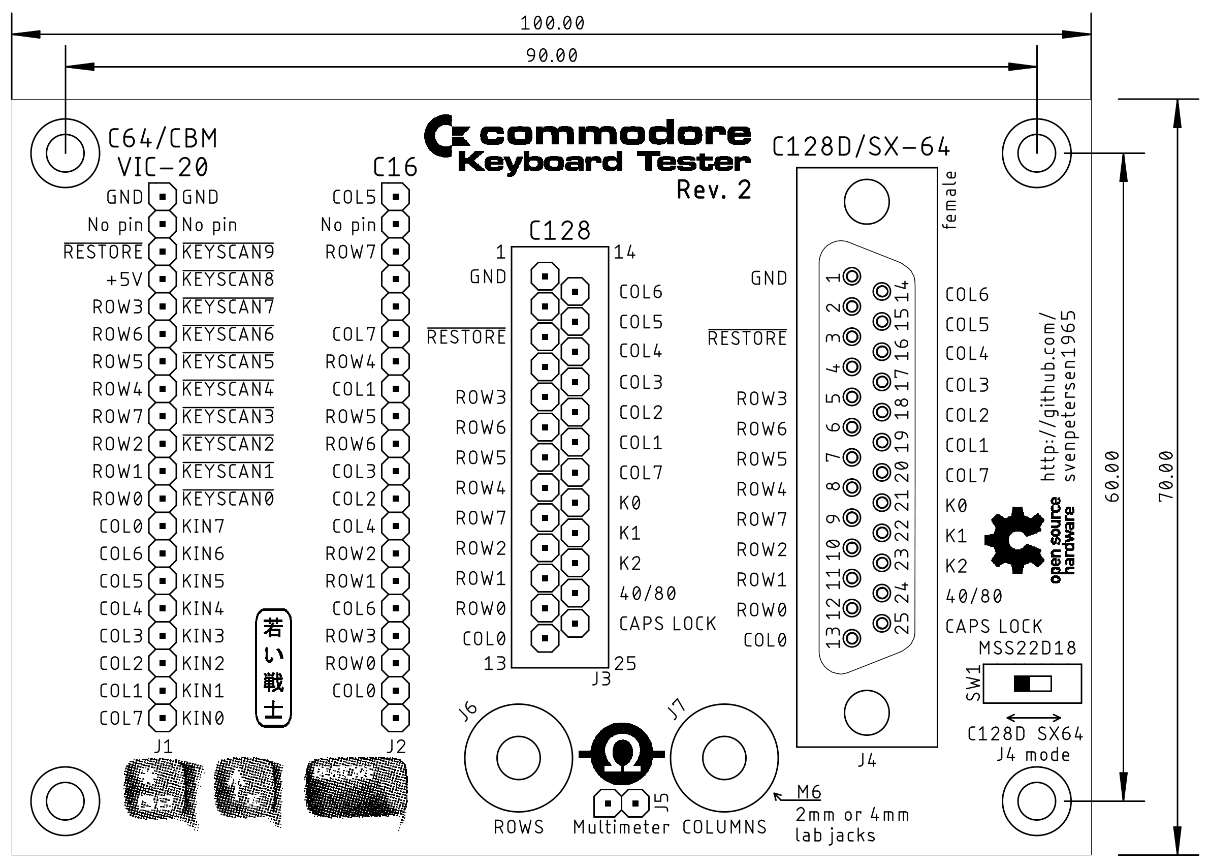 100.00
90.00
C64/CBM
VIC-20
GND GND
No pin No pin
RESTORE KEYSCAN9
+5V KEYSCAN8
ROW3 KEYSCAN7
ROW6 KEYSCAN6
ROW5 KEYSCAN5
ROW4 KEYSCAN4
ROW7 KEYSCAN3
ROW2 KEYSCAN2
ROW1 KEYSCAN1
ROW0 KEYSCAN0
COL0 KIN7
COL6 KIN6
COL5 KIN5
COL4 KIN4
COL3 KIN3
COL2 KIN2
COL1 KIN1
COL7 KIN0
J1
若い戦士
C16
COL5
No pin
ROW7
COL7
ROW4
COL1
ROW5
ROW6
COL3
COL2
COL4
ROW2
ROW1
COL6
ROW3
ROW0
COL0
J2
RESTORE
commodore
Keyboard Tester
Rev. 2
C128
1 14
GND
RESTORE
ROW3
ROW6
ROW5
ROW4
ROW7
ROW2
ROW1
ROW0
COL0
COL6
COL5
COL4
COL3
COL2
COL1
COL7
K0
K1
K2
40/80
CAPS LOCK
13 25
J3
C128D/SX-64
female
GND
RESTORE
ROW3
ROW6
ROW5
ROW4
ROW7
ROW2
ROW1
ROW0
COL0
1
2
3
4
5
6
7
8
9
10
11
12
13
14
15
16
17
18
19
20
21
22
23
24
25
COL6
COL5
COL4
COL3
COL2
COL1
COL7
K0
K1
K2
40/80
CAPS LOCK
J4
http://github.com/
svenpetersen1965
open source
hardware
MSS22D18
SW1
C128D SX64
J4 mode
J6
ROWS
Ω
J5
Multimeter
J7
COLUMNS
M6
2mm or 4mm
lab jacks
60.00
70.00